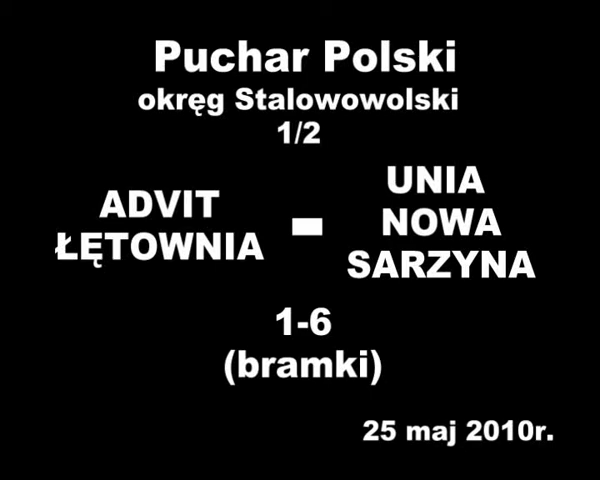 Puchar Polski
okręg Stalowowolski
1/2
ADVIT
ŁĘTOWNIA
-
UNIA
NOWA
SARZYNA
1-6
(bramki)
25 maj 2010r.